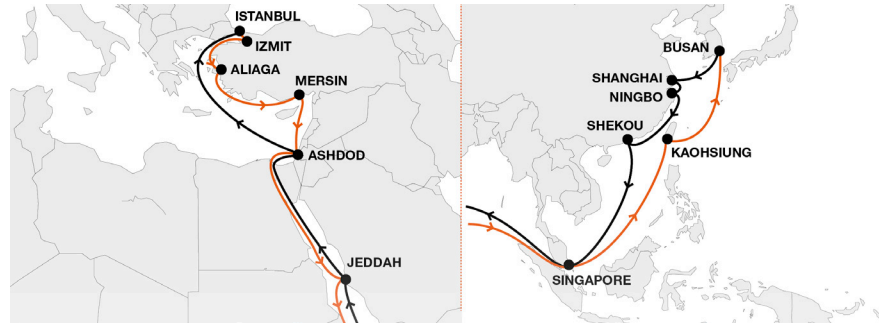 ISTANBUL
IZMIT
ALIAGA
MERSIN
ASHDOD
JEDDAH
BUSAN
SHANGHAI
NINGBO
SHEKOU
KAOHSIUNG
SINGAPORE